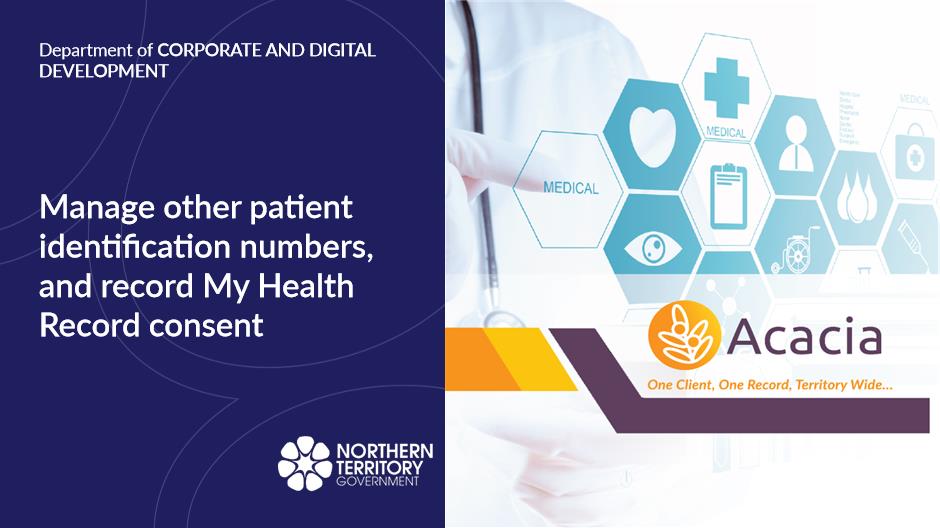 Department of CORPORATE AND DIGITAL
DEVELOPMENT
Manage other patient
identification numbers,
and record My Health
Record consent
NORTHERN
TERRITORY
GOVERNMENT
MEDICAL
MEDICAL
MEDICAL
Acacia
One Client, One Record, Territory Wide...